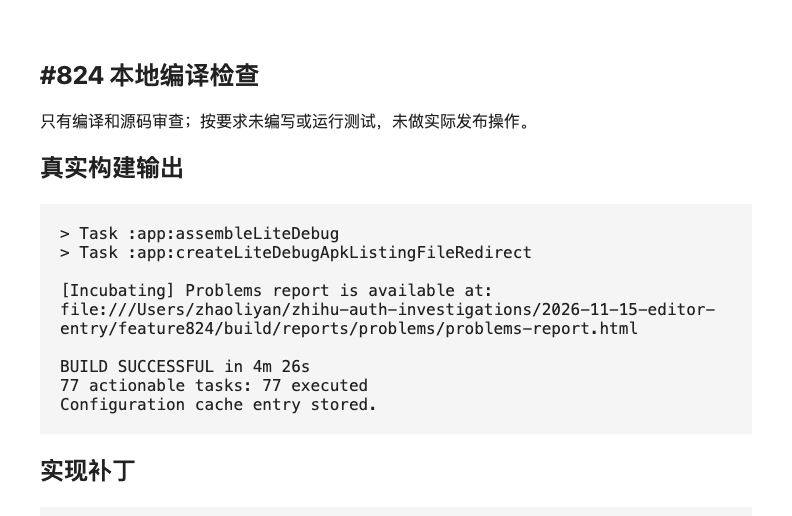 #824 本地编译检查
只有编译和源码审查；按要求未编写或运行测试，未做实际发布操作。
真实构建输出
> Task :app:assembleLiteDebug
> Task :app:createLiteDebugApkListingFileRedirect
[Incubating] Problems report is available at:
file:///Users/zhaoliyan/zhihu-auth-investigations/2026-11-15-editor-
entry/feature824/build/reports/problems/problems-report.html
BUILD SUCCESSFUL in 4m 26s
77 actionable tasks: 77 executed
Configuration cache entry stored.
实现补丁